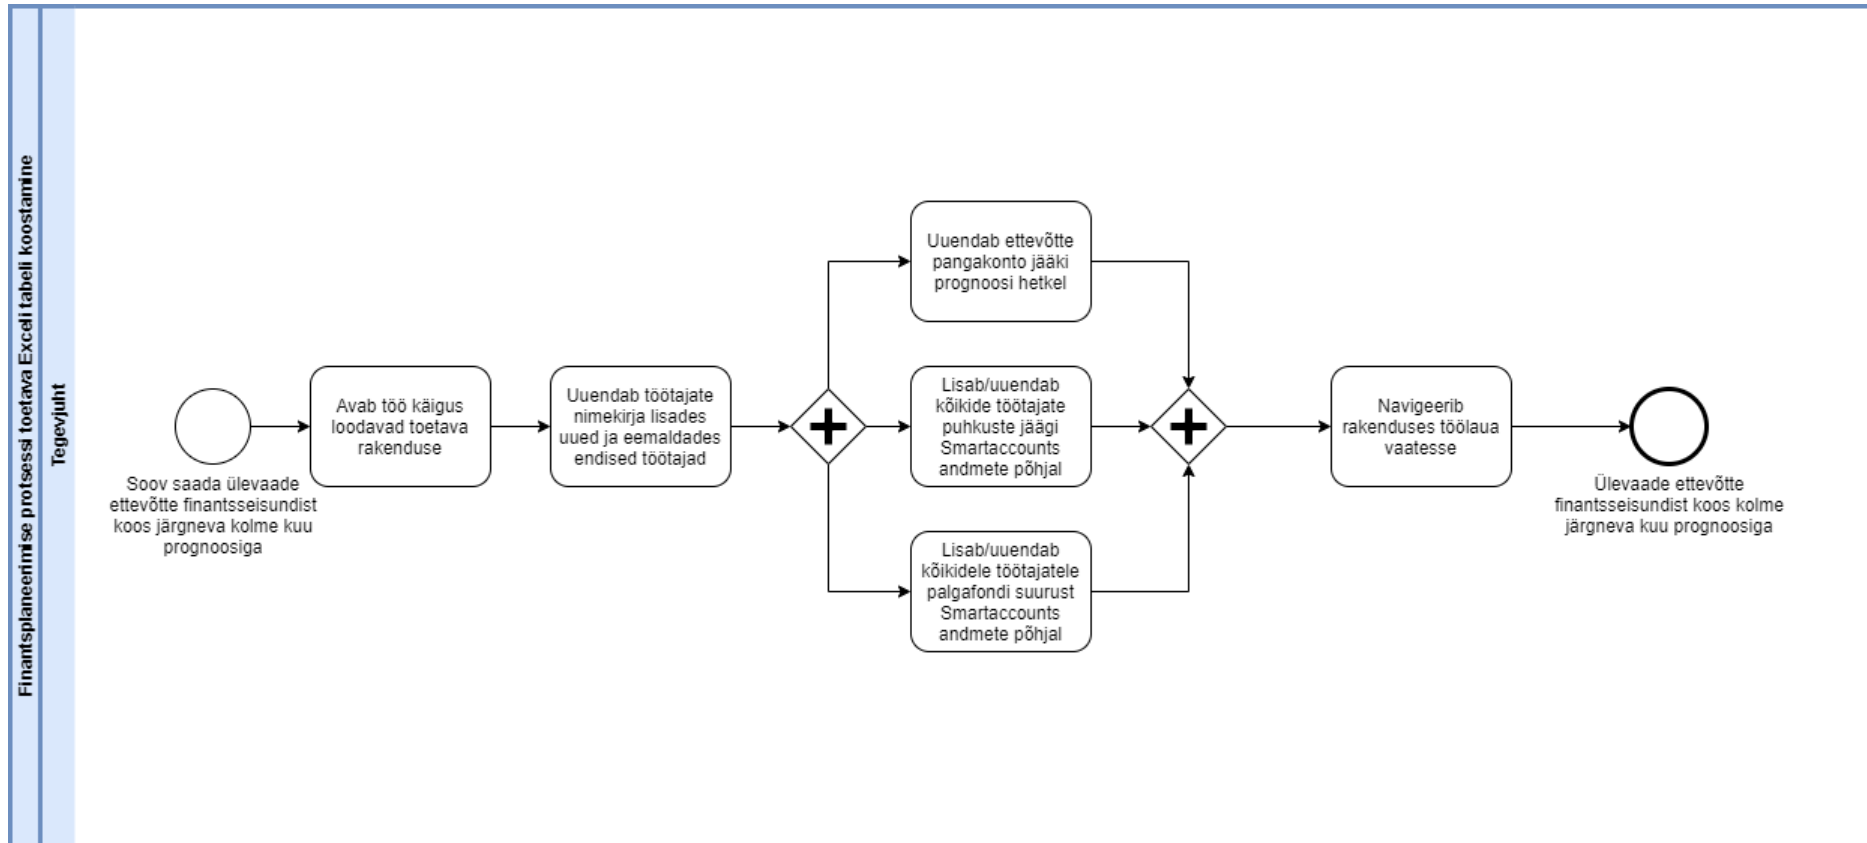 Finantsplaneerimise protsessi toetava Exceli tabeli koostamine
Tegevjuht
Soov saada ülevaade
ettevõtte finantsseisundist
koos järgneva kolme kuu
prognoosiga
Avab töö käigus
loodavad toetava
rakenduse
Uuendab töötajate
nimekirja lisades
uued ja eemaldades
endised töötajad
Uuendab ettevõtte
pangakonto jääki
prognoosi hetkel
Lisab/uuendab
kõikide töötajate
puhkuste jäägi
Smartaccounts
andmete põhjal
Lisab/uuendab
kõikidele töötajatele
palgafondi suurust
Smartaccounts
andmete põhjal
Navigeerib
rakenduses töölaua
vaatesse
Ülevaade ettevõtte
finantsseisundist koos kolme
järgneva kuu prognoosiga